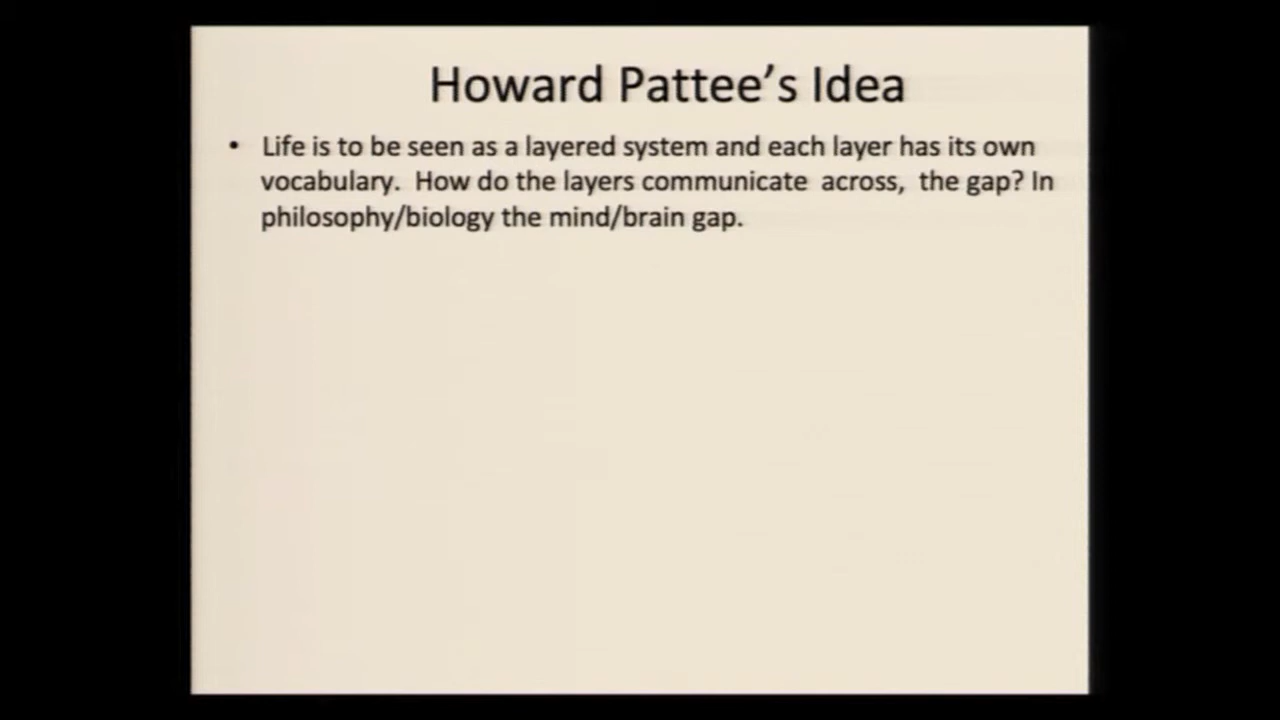 Howard Pattee’s Idea
• Life is to be seen as a layered system and each layer has its own
vocabulary.  How do the layers communicate  across,  the gap? In
philosophy/biology the mind/brain gap.